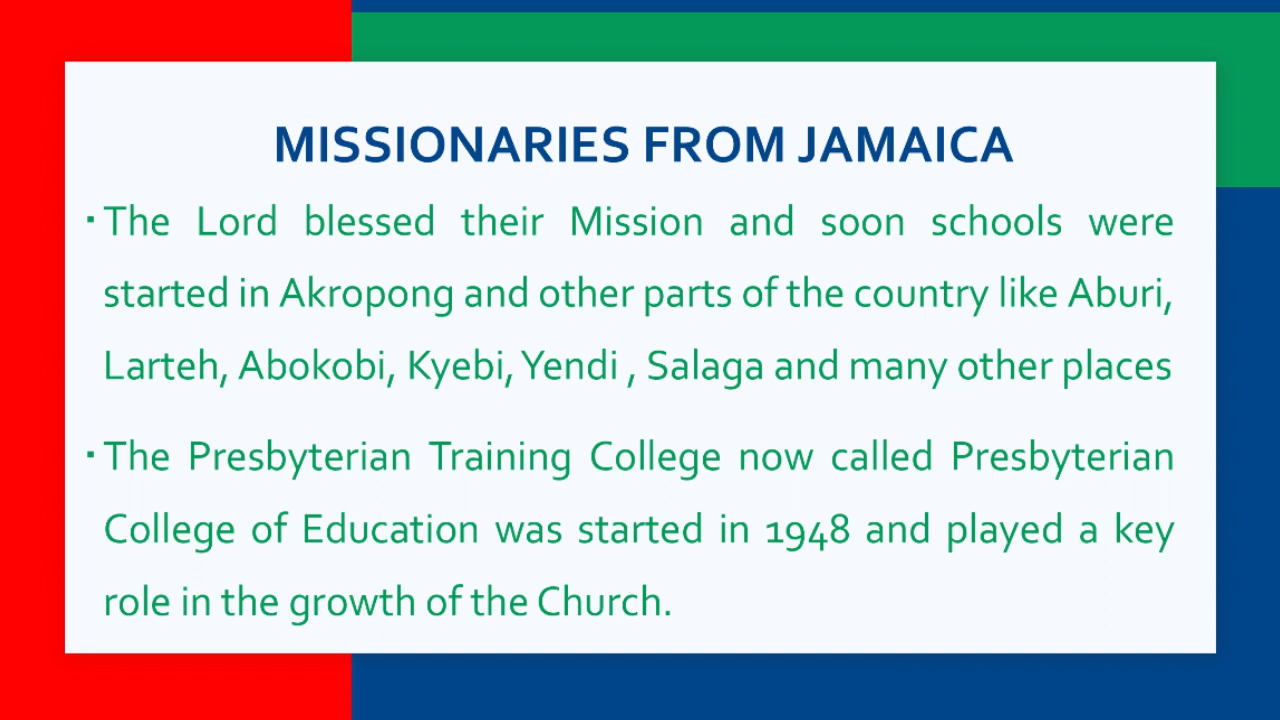 MISSIONARIES FROM JAMAICA
▪ The Lord blessed their Mission and soon schools were
started in Akropong and other parts of the country like Aburi,
Larteh, Abokobi, Kyebi, Yendi , Salaga and many other places
▪ The Presbyterian Training College now called Presbyterian
College of Education was started in 1948 and played a key
role in the growth of the Church.